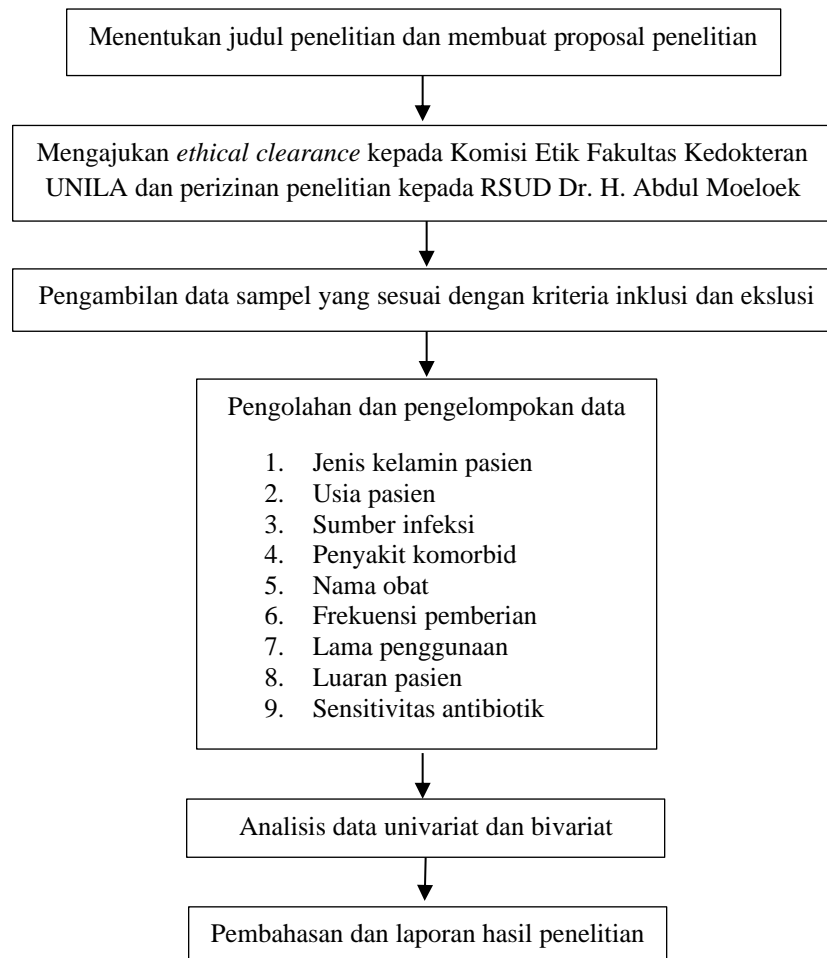 Menentukan judul penelitian dan membuat proposal penelitian
Mengajukan ethical clearance kepada Komisi Etik Fakultas Kedokteran
UNILA dan perizinan penelitian kepada RSUD Dr. H. Abdul Moeloek
Pengambilan data sampel yang sesuai dengan kriteria inklusi dan ekslusi
Pengolahan dan pengelompokan data
1. Jenis kelamin pasien
2. Usia pasien
3. Sumber infeksi
4. Penyakit komorbid
5. Nama obat
6. Frekuensi pemberian
7. Lama penggunaan
8. Luaran pasien
9. Sensitivitas antibiotik
Analisis data univariat dan bivariat
Pembahasan dan laporan hasil penelitian